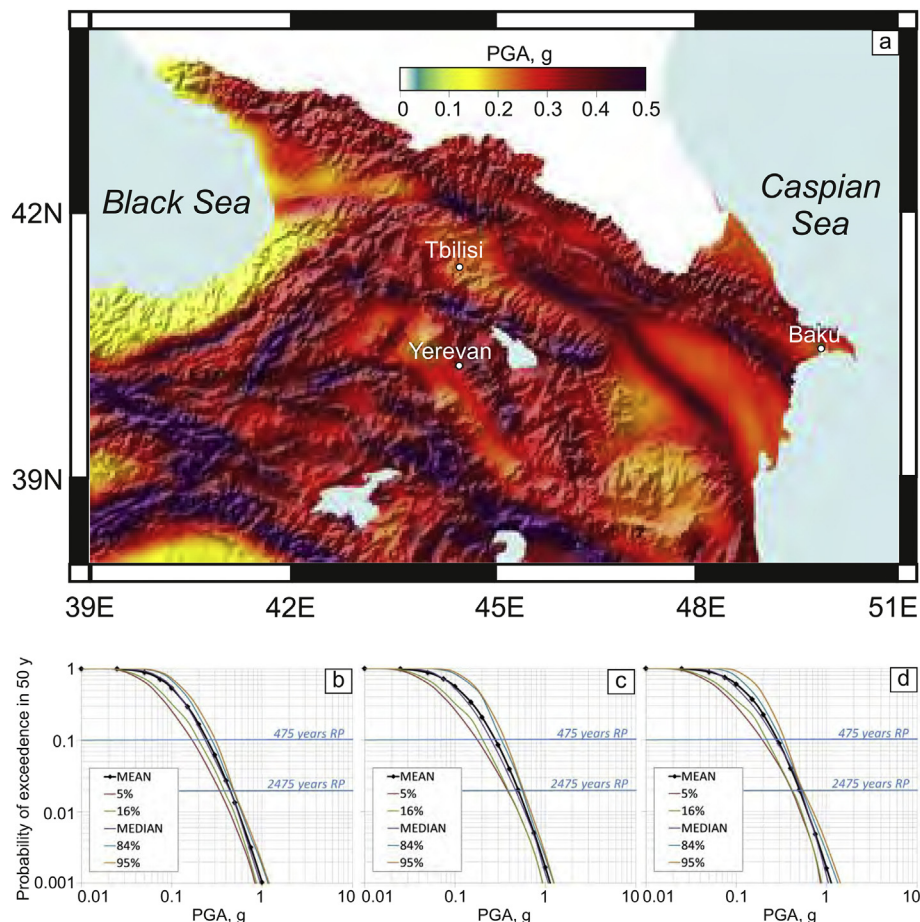 a
PGA, g
0 0.1 0.2 0.3 0.4 0.5
Black Sea
Caspian
Sea
42N
Tbilisi
Baku
Yerevan
39N
39E 42E 45E 48E 51E
Probability of exceedence in 50 y
1
0.1
0.01
0.001
b
475 years RP
2475 years RP
MEAN
5%
16%
MEDIAN
84%
95%
0.01 0.1 1 10
PGA, g
c
475 years RP
2475 years RP
MEAN
5%
16%
MEDIAN
84%
95%
0.01 0.1 1 10
PGA, g
d
475 years RP
2475 years RP
MEAN
5%
16%
MEDIAN
84%
95%
0.01 0.1 1 10
PGA, g